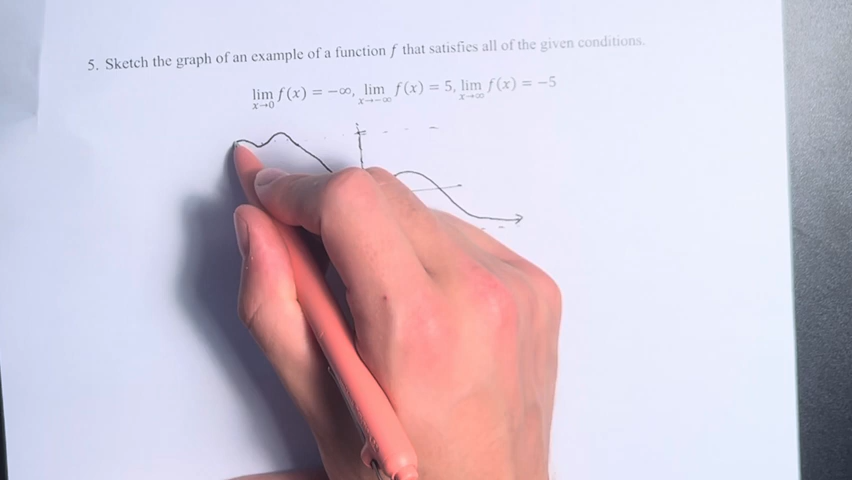 5. Sketch the graph of an example of a function f that satisfies all of the given conditions.
lim f(x) = −∞, lim f(x) = 5, lim f(x) = −5
x→0 x→−∞ x→∞